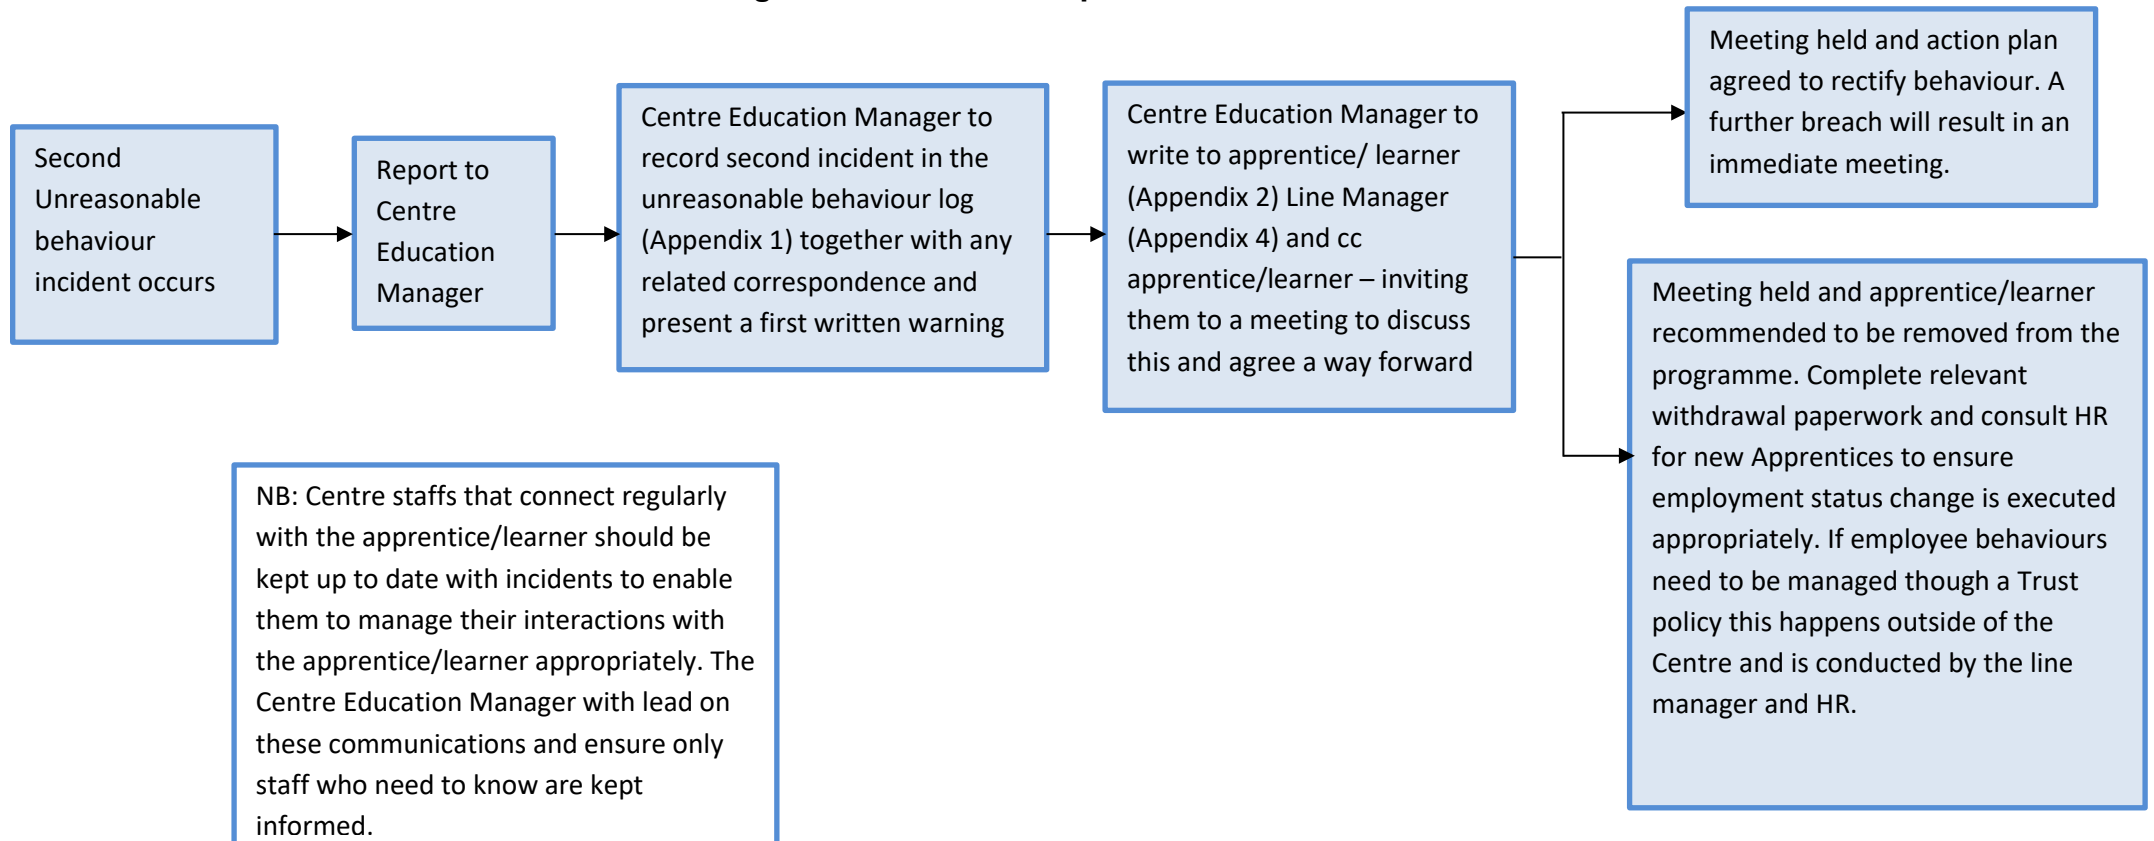 Second
Unreasonable
behaviour
incident occurs
Report to
Centre
Education
Manager
Centre Education Manager to
record second incident in the
unreasonable behaviour log
(Appendix 1) together with any
related correspondence and
present a first written warning
Centre Education Manager to
write to apprentice/ learner
(Appendix 2) Line Manager
(Appendix 4) and cc
apprentice/learner – inviting
them to a meeting to discuss
this and agree a way forward
Meeting held and action plan
agreed to rectify behaviour. A
further breach will result in an
immediate meeting.
Meeting held and apprentice/learner
recommended to be removed from the
programme. Complete relevant
withdrawal paperwork and consult HR
for new Apprentices to ensure
employment status change is executed
appropriately. If employee behaviours
need to be managed though a Trust
policy this happens outside of the
Centre and is conducted by the line
manager and HR.
NB: Centre staffs that connect regularly
with the apprentice/learner should be
kept up to date with incidents to enable
them to manage their interactions with
the apprentice/learner appropriately. The
Centre Education Manager with lead on
these communications and ensure only
staff who need to know are kept
informed.